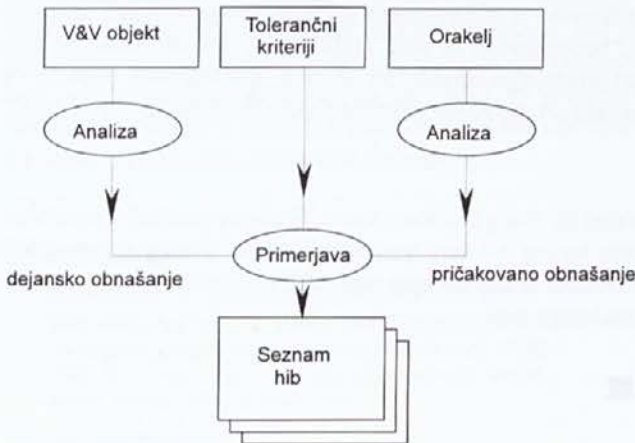 V&V objekt
Tolerančni
kriteriji
Orakelj
Analiza
Analiza
Primerjava
dejansko obnašanje
pričakovano obnašanje
Seznam
hib